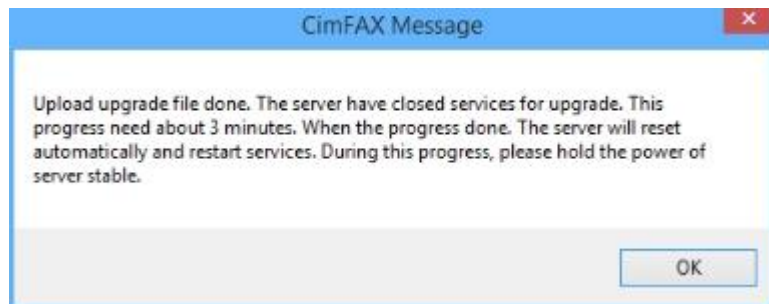 CimFAX Message
Upload upgrade file done. The server have closed services for upgrade. This
progress need about 3 minutes. When the progress done. The server will reset
automatically and restart services. During this progress, please hold the power of
server stable.
OK